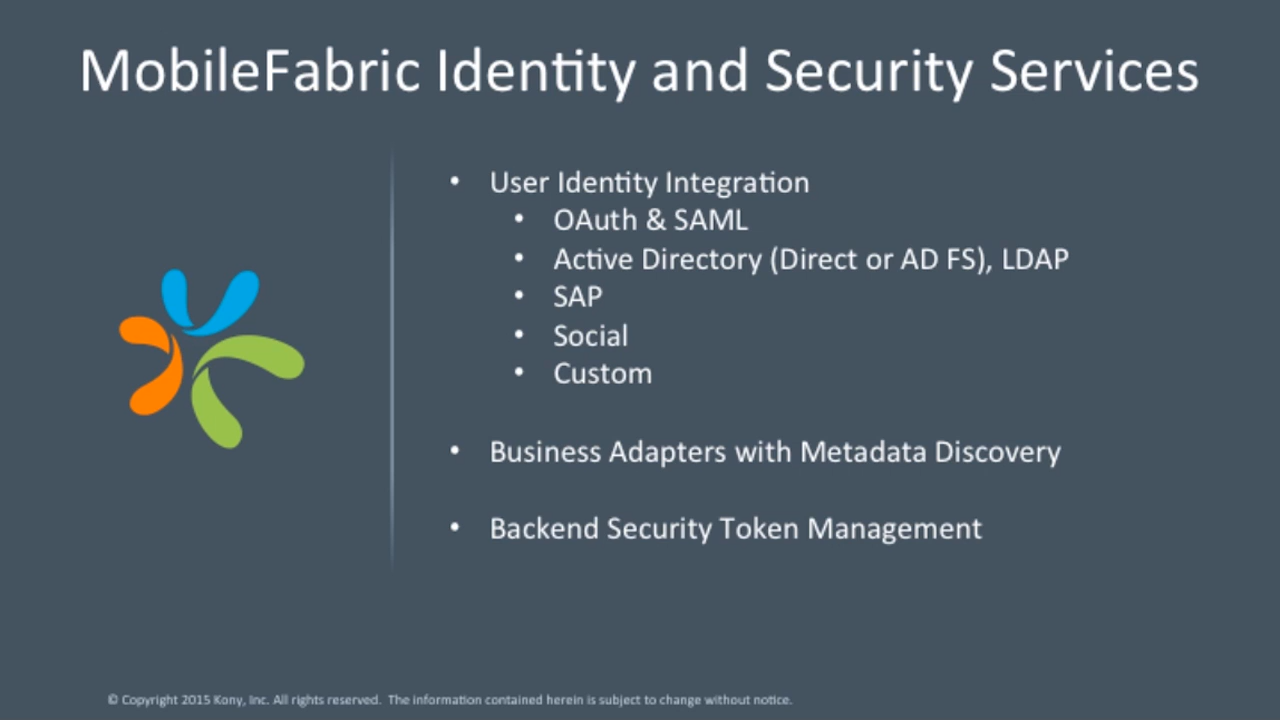 MobileFabric Identity and Security Services
• User Identity Integration
• OAuth & SAML
• Active Directory (Direct or AD FS), LDAP
• SAP
• Social
• Custom
• Business Adapters with Metadata Discovery
• Backend Security Token Management
© Copyright 2015 Kony, Inc. All rights reserved. The information contained herein is subject to change without notice.